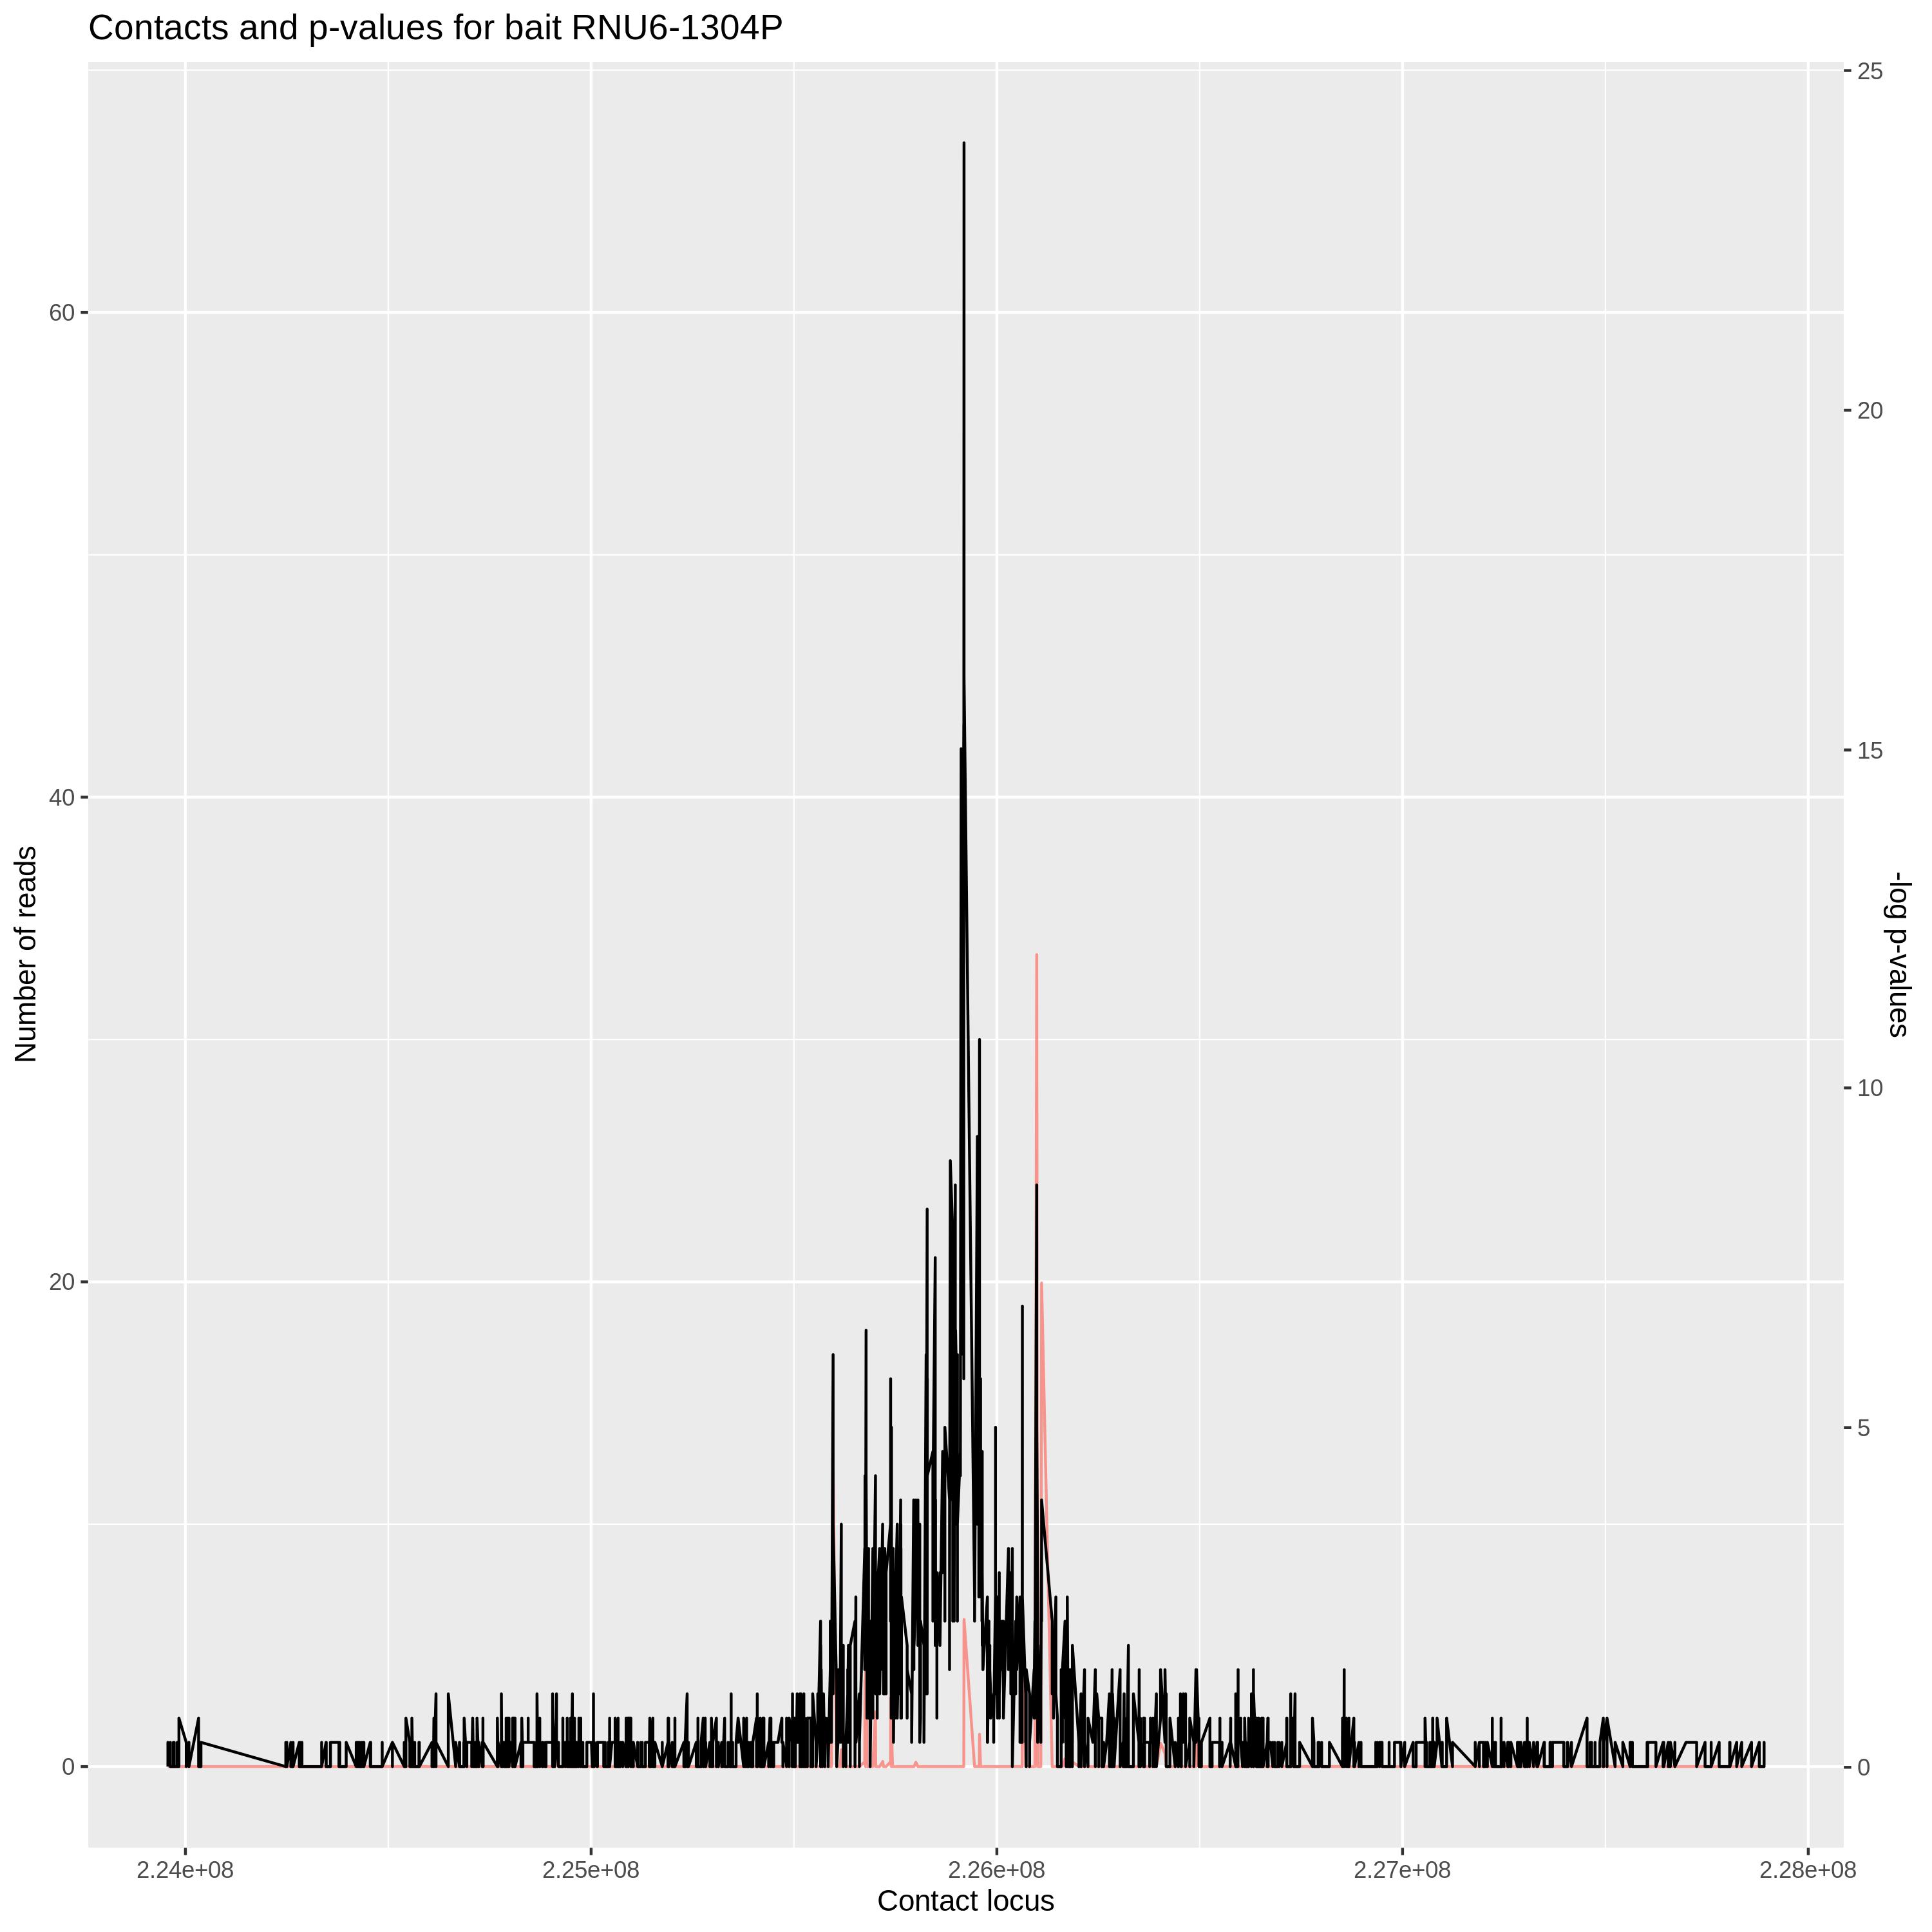 Contacts and p-values for bait RNU6-1304P
25
20
15
10
5
0
-log p-values
60
40
20
0
Number of reads
2.24e+08 2.25e+08 2.26e+08 2.27e+08 2.28e+08
Contact locus